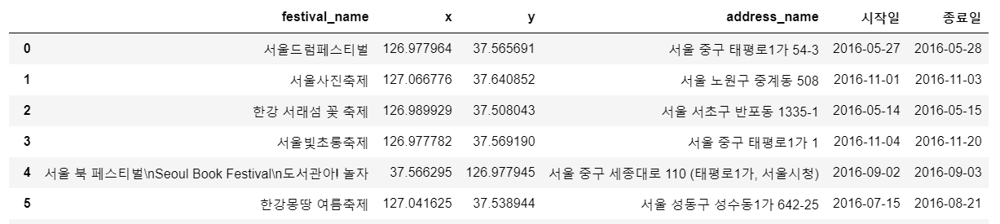 festival_name x y address_name 시작일 종료일
0 서울드럼페스티벌 126.977964 37.565691 서울 중구 태평로1가 54-3 2016-05-27 2016-05-28
1 서울사진축제 127.066776 37.640852 서울 노원구 중계동 508 2016-11-01 2016-11-03
2 한강 서래섬 꽃 축제 126.989929 37.508043 서울 서초구 반포동 1335-1 2016-05-14 2016-05-15
3 서울빛초롱축제 126.977782 37.569190 서울 중구 태평로1가 1 2016-11-04 2016-11-20
4 서울 북 페스티벌\nSeoul Book Festival\n도서관아! 놀자 37.566295 126.977945 서울 중구 세종대로 110 (태평로1가, 서울시청) 2016-09-02 2016-09-03
5 한강몽땅 여름축제 127.041625 37.538944 서울 성동구 성수동1가 642-25 2016-07-15 2016-08-21